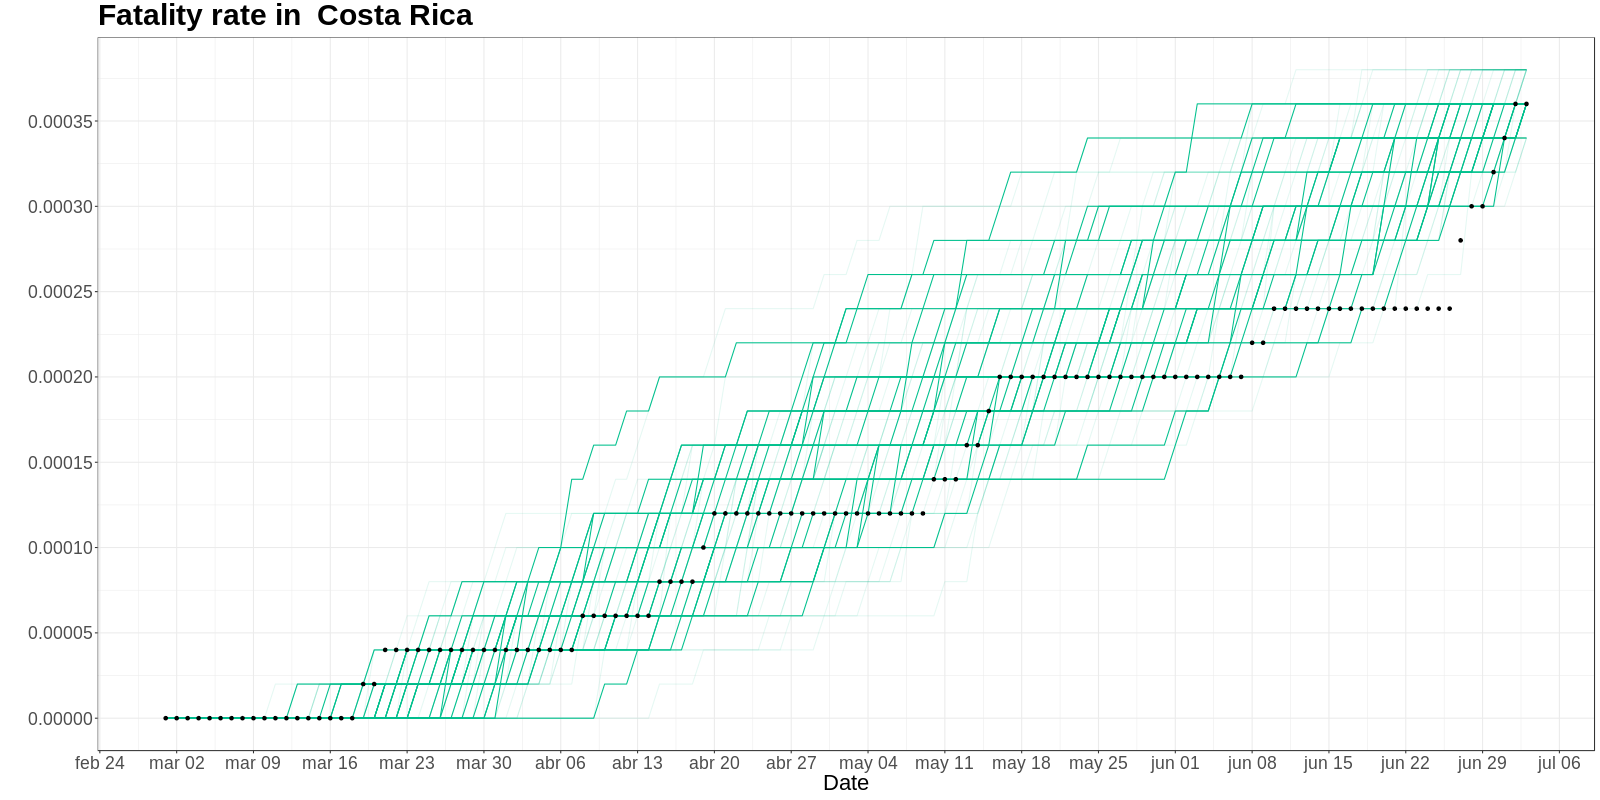 Fatality rate in  Costa Rica
0.00035
0.00030
0.00025
0.00020
0.00015
0.00010
0.00005
0.00000
feb 24 mar 02 mar 09 mar 16 mar 23 mar 30 abr 06 abr 13 abr 20 abr 27 may 04 may 11 may 18 may 25 jun 01 jun 08 jun 15 jun 22 jun 29 jul 06
Date